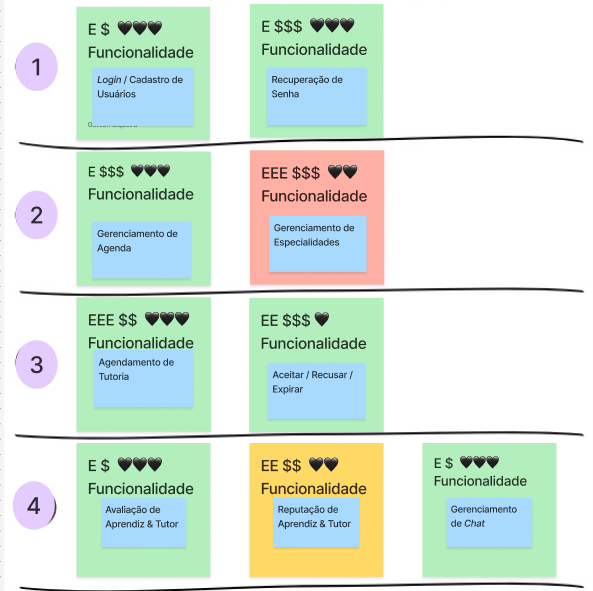 1
E $ 🖤🖤🖤
Funcionalidade
Login / Cadastro de
Usuários
E $$$ 🖤🖤🖤
Funcionalidade
Recuperação de
Senha
2
E $$$ 🖤🖤🖤
Funcionalidade
Gerenciamento de
Agenda
EEE $$$ 🖤🖤
Funcionalidade
Gerenciamento de
Especialidades
3
EEE $$ 🖤🖤🖤
Funcionalidade
Agendamento de
Tutoria
EE $$$ 🖤
Funcionalidade
Aceitar / Recusar /
Expirar
4
E $ 🖤🖤🖤
Funcionalidade
Avaliação de
Aprendiz & Tutor
EE $$ 🖤🖤
Funcionalidade
Reputação de
Aprendiz & Tutor
E $ 🖤🖤🖤
Funcionalidade
Gerenciamento
de Chat